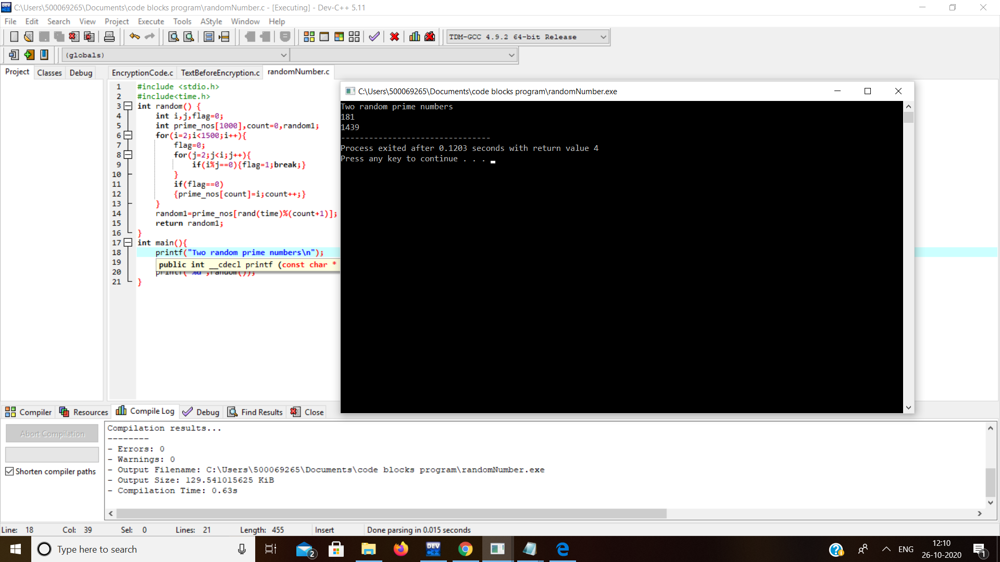 C:\Users\500069265\Documents\code blocks program\randomNumber.c - [Executing] - Dev-C++ 5.11
File Edit Search View Project Execute Tools AStyle Window Help
TDM-GCC 4.9.2 64-bit Release
(globals)
Project Classes Debug
EncryptionCode.c TextBeforeEncryption.c randomNumber.c
1 #include <stdio.h>
2 #include<time.h>
3 int random() {
4 int i,j,flag=0;
5 int prime_nos[1000],count=0,random1;
6 for(i=2;i<1500;i++){
7 flag=0;
8 for(j=2;j<i;j++){
9 if(i%j==0){flag=1;break;}
10 }
11 if(flag==0)
12 {prime_nos[count]=i;count++;}
13 }
14 random1=prime_nos[rand(time)%(count+1)];
15 return random1;
16 }
17 int main(){
18 printf("Two random prime numbers\n");
19
public int __cdecl printf (const char *
20 printf("%d",random());
21 }
C:\Users\500069265\Documents\code blocks program\randomNumber.exe
Two random prime numbers
181
1439
--------------------------------
Process exited after 0.1203 seconds with return value 4
Press any key to continue . . .
Compiler Resources Compile Log Debug Find Results Close
Abort Compilation
Shorten compiler paths
Compilation results...
--------
- Errors: 0
- Warnings: 0
- Output Filename: C:\Users\500069265\Documents\code blocks program\randomNumber.exe
- Output Size: 129.541015625 KiB
- Compilation Time: 0.63s
Line: 18 Col: 39 Sel: 0 Lines: 21 Length: 455 Insert Done parsing in 0.015 seconds
Type here to search
2
DEV C++
ENG
12:10
26-10-2020
1